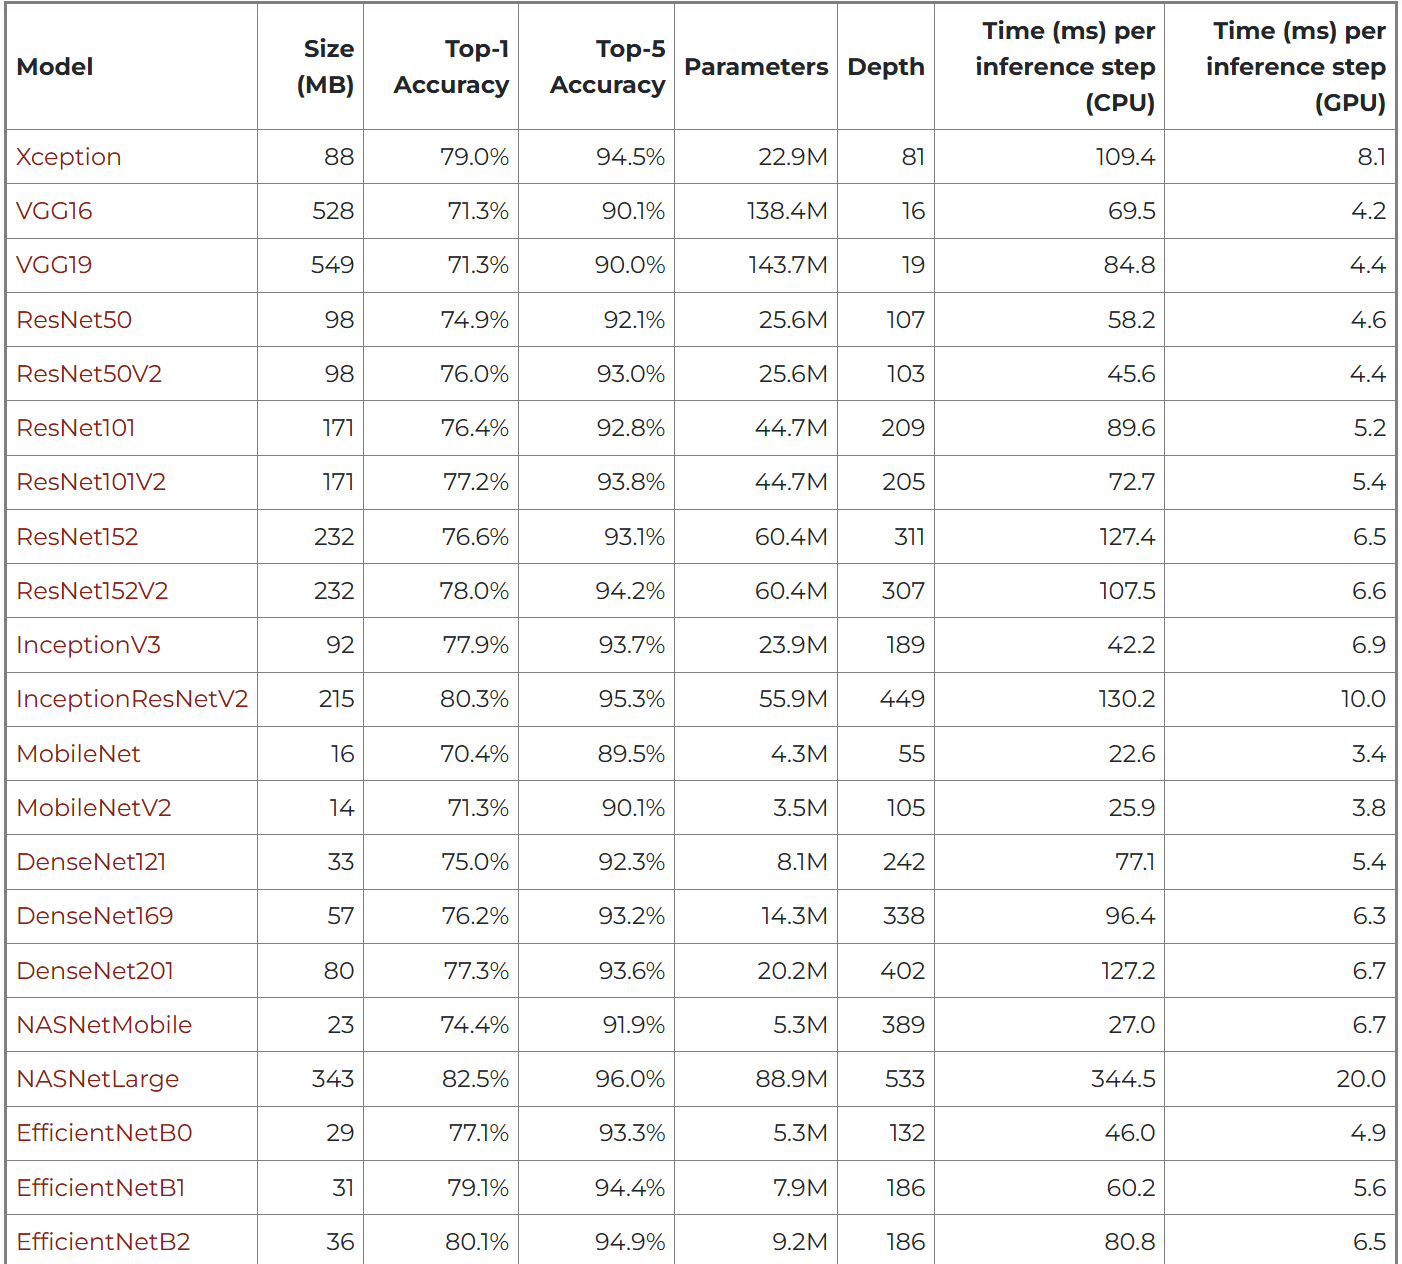 Model Size (MB) Top-1 Accuracy Top-5 Accuracy Parameters Depth Time (ms) per inference step (CPU) Time (ms) per inference step (GPU)
Xception 88 79.0% 94.5% 22.9M 81 109.4 8.1
VGG16 528 71.3% 90.1% 138.4M 16 69.5 4.2
VGG19 549 71.3% 90.0% 143.7M 19 84.8 4.4
ResNet50 98 74.9% 92.1% 25.6M 107 58.2 4.6
ResNet50V2 98 76.0% 93.0% 25.6M 103 45.6 4.4
ResNet101 171 76.4% 92.8% 44.7M 209 89.6 5.2
ResNet101V2 171 77.2% 93.8% 44.7M 205 72.7 5.4
ResNet152 232 76.6% 93.1% 60.4M 311 127.4 6.5
ResNet152V2 232 78.0% 94.2% 60.4M 307 107.5 6.6
InceptionV3 92 77.9% 93.7% 23.9M 189 42.2 6.9
InceptionResNetV2 215 80.3% 95.3% 55.9M 449 130.2 10.0
MobileNet 16 70.4% 89.5% 4.3M 55 22.6 3.4
MobileNetV2 14 71.3% 90.1% 3.5M 105 25.9 3.8
DenseNet121 33 75.0% 92.3% 8.1M 242 77.1 5.4
DenseNet169 57 76.2% 93.2% 14.3M 338 96.4 6.3
DenseNet201 80 77.3% 93.6% 20.2M 402 127.2 6.7
NASNetMobile 23 74.4% 91.9% 5.3M 389 27.0 6.7
NASNetLarge 343 82.5% 96.0% 88.9M 533 344.5 20.0
EfficientNetB0 29 77.1% 93.3% 5.3M 132 46.0 4.9
EfficientNetB1 31 79.1% 94.4% 7.9M 186 60.2 5.6
EfficientNetB2 36 80.1% 94.9% 9.2M 186 80.8 6.5